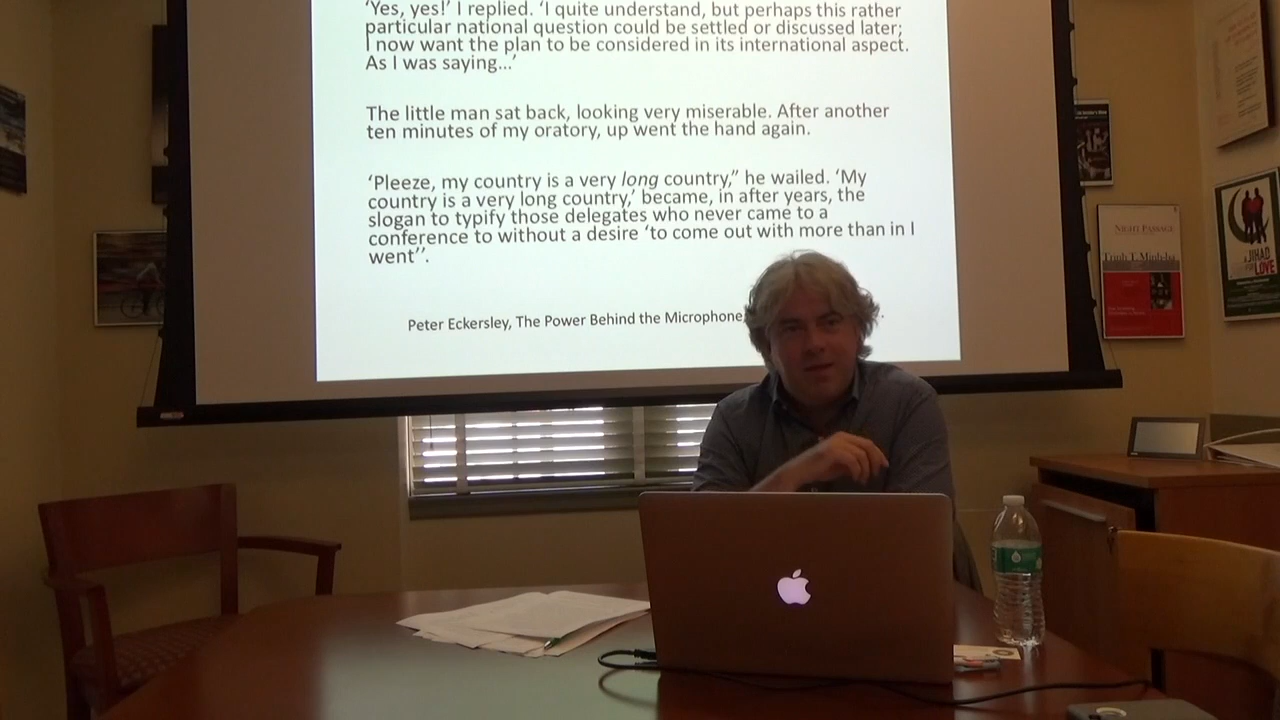 ‘Yes, yes!’ I replied. ‘I quite understand, but perhaps this rather
particular national question could be settled or discussed later;
I now want the plan to be considered in its international aspect.
As I was saying…’
The little man sat back, looking very miserable. After another
ten minutes of my oratory, up went the hand again.
‘Pleeze, my country is a very long country,” he wailed. ‘My
country is a very long country,’ became, in after years, the
slogan to typify those delegates who never came to a
conference to without a desire ‘to come out with more than in I
went’’.
Peter Eckersley, The Power Behind the Microphone
NIGHT PASSAGE
Trinh T. Minh-ha
A JIHAD
FOR
LOVE